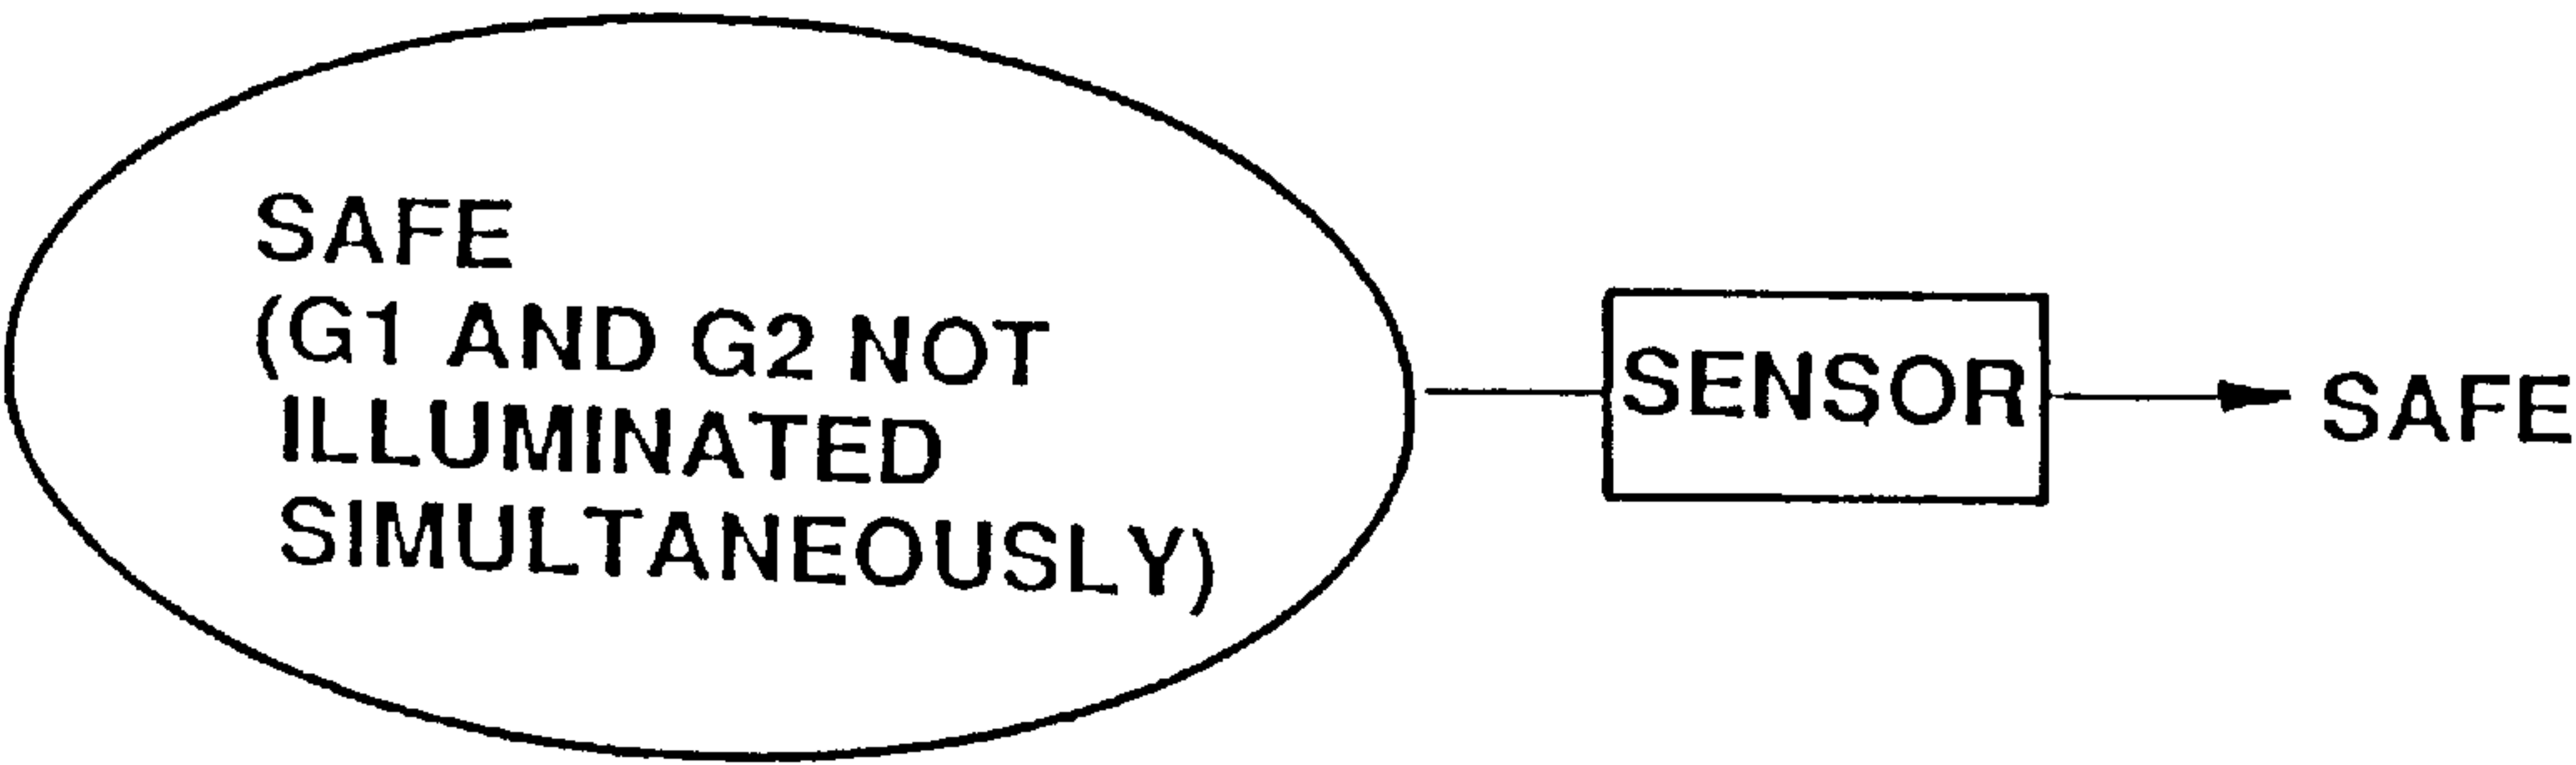 SAFE
(G1 AND G2 NOT
ILLUMINATED
SIMULTANEOUSLY)
SENSOR
SAFE